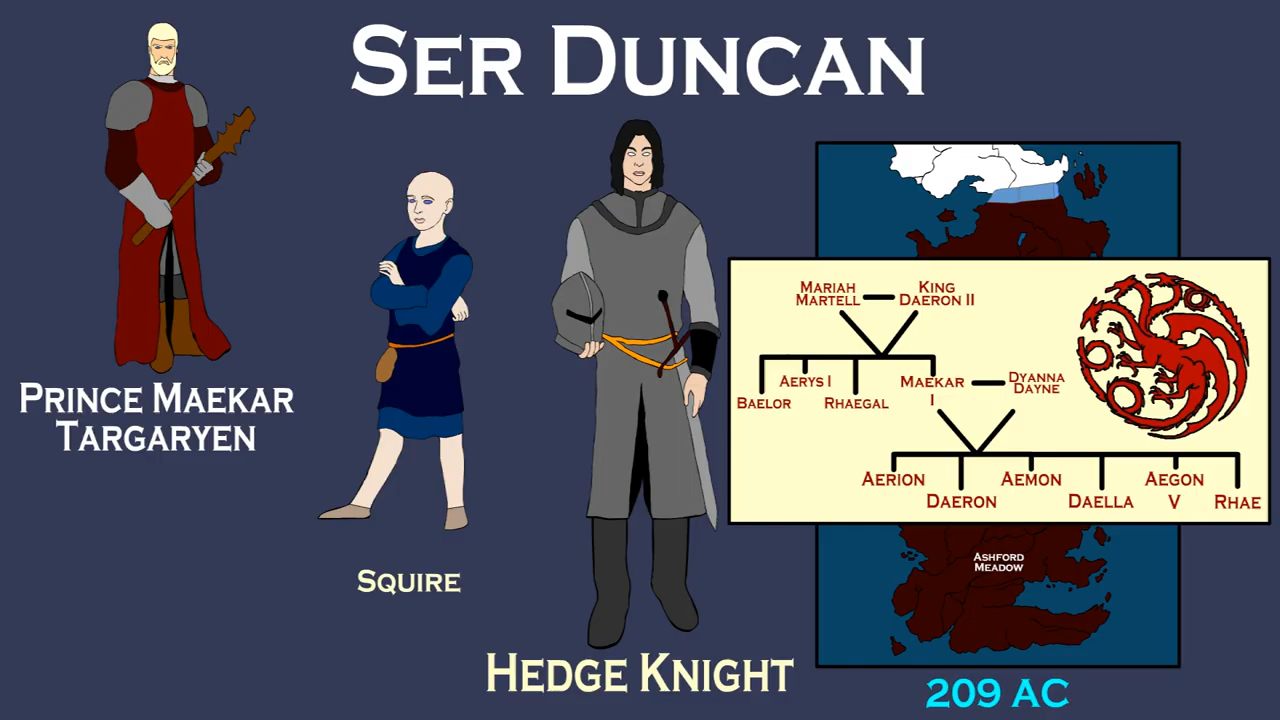 SER DUNCAN
PRINCE MAEKAR
TARGARYEN
SQUIRE
HEDGE KNIGHT
MARIAH
MARTELL
KING
DAERON II
BAELOR
AERYS I
RHAEGAL
MAEKAR
I
DYANNA
DAYNE
AERION
DAERON
AEMON
DAELLA
AEGON
V
RHAE
ASHFORD
MEADOW
209 AC